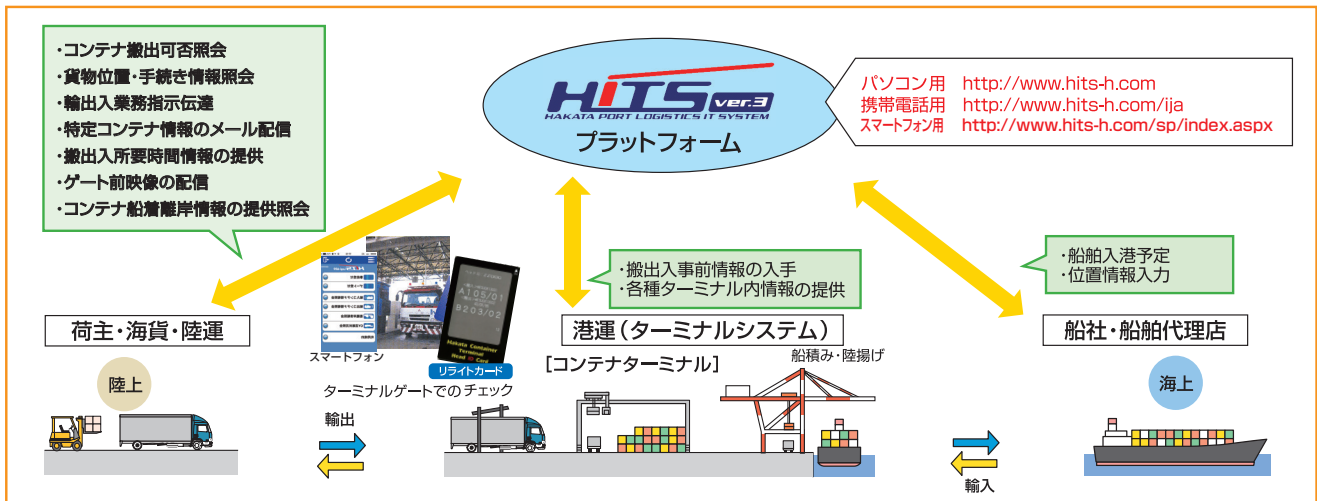 ・コンテナ搬出可否照会
・貨物位置・手続き情報照会
・輸出入業務指示伝達
・特定コンテナ情報のメール配信
・搬出入所要時間情報の提供
・ゲート前映像の配信
・コンテナ船着離岸情報の提供照会
HiTS ver.3
HAKATA PORT LOGISTICS IT SYSTEM
プラットフォーム
パソコン用 http://www.hits-h.com
携帯電話用 http://www.hits-h.com/ija
スマートフォン用 http://www.hits-h.com/sp/index.aspx
・搬出入事前情報の入手
・各種ターミナル内情報の提供
・船舶入港予定
・位置情報入力
荷主・海貨・陸運
港運(ターミナルシステム)
船社・船舶代理店
A105/01
B203/02
Hakata Container
Terminal
Read Card
スマートフォン
リライトカード
ターミナルゲートでのチェック
[コンテナターミナル]
船積み・陸揚げ
陸上
海上
輸出
輸入